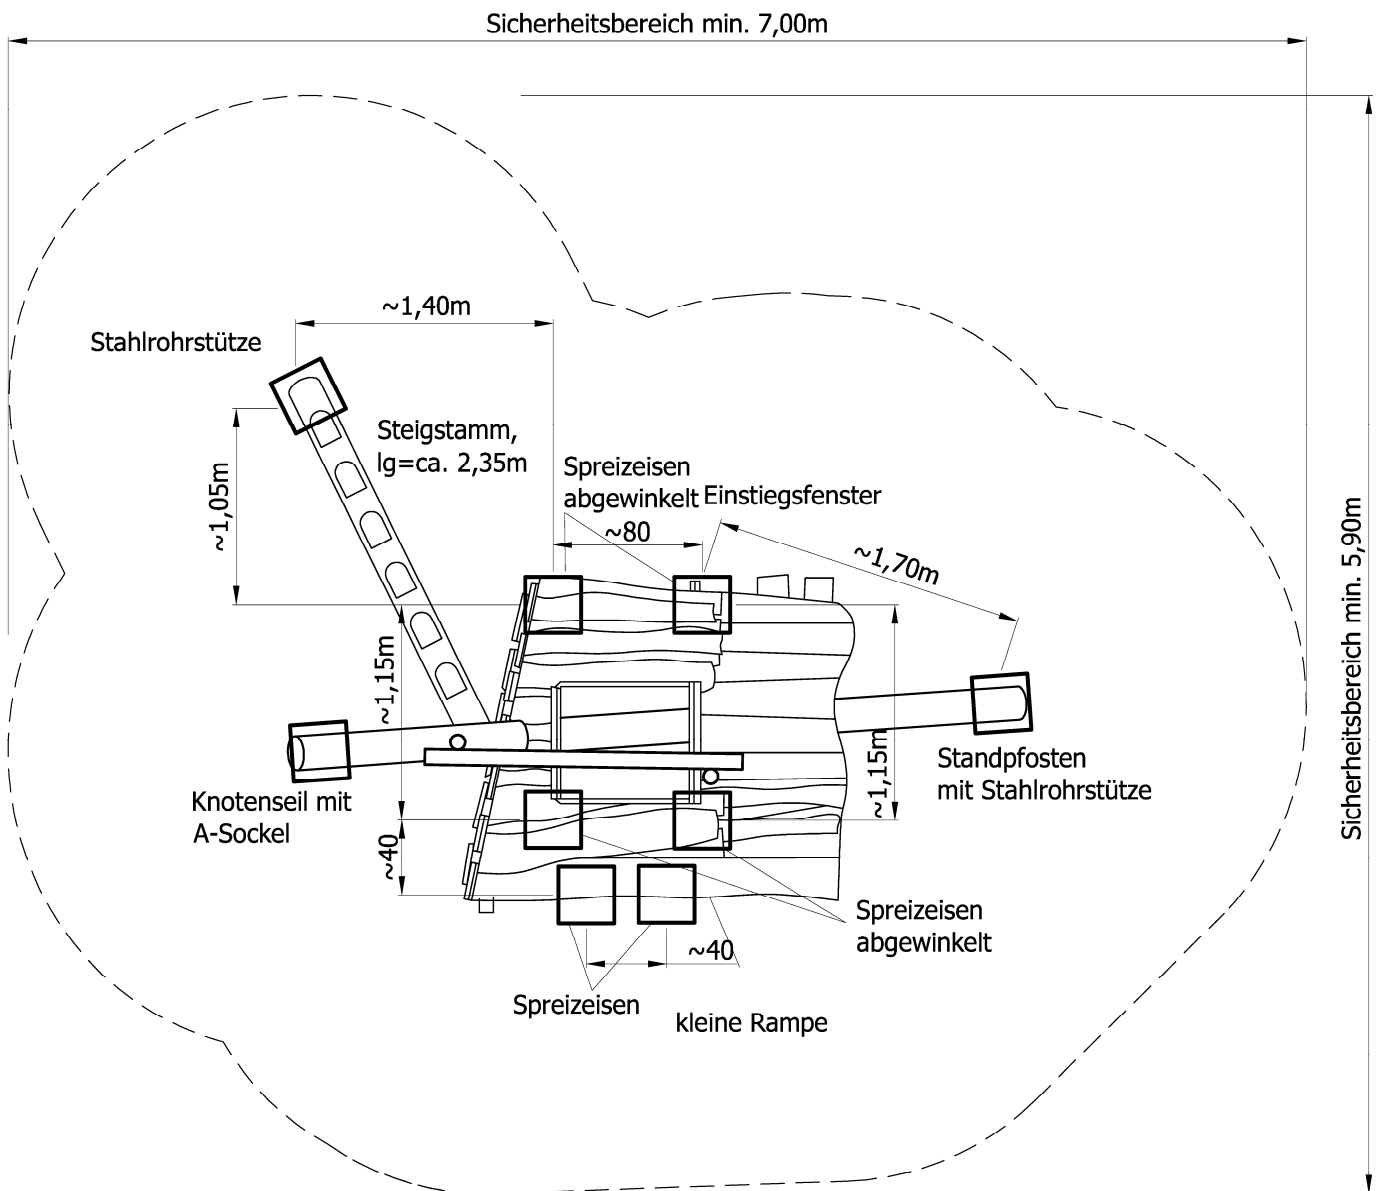 Sicherheitsbereich min. 7,00m
~1,40m
Stahlrohrstütze
Steigstamm,
lg=ca. 2,35m
Spreizeisen
abgewinkelt
Einstiegsfenster
~1,05m
~80
~1,70m
Sicherheitsbereich min. 5,90m
~1,15m
~1,15m
Standpfosten
mit Stahlrohrstütze
Knotenseil mit
A-Sockel
~40
Spreizeisen
abgewinkelt
~40
Spreizeisen
kleine Rampe